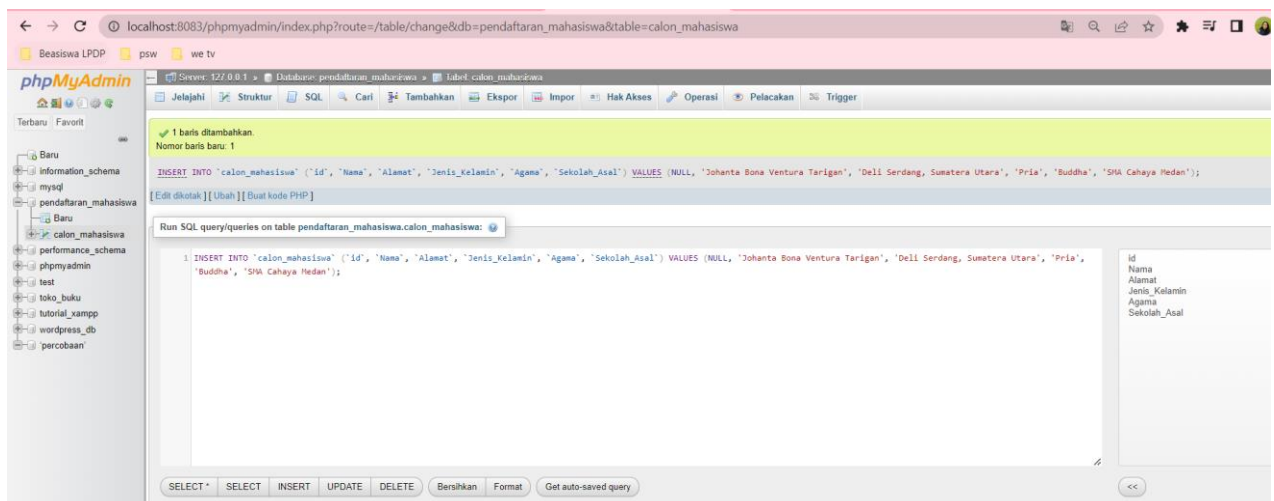 localhost:8083/phpmyadmin/index.php?route=/table/change&db=pendaftaran_mahasiswa&table=calon_mahasiswa
Beasiswa LPDP psw we tv
phpMyAdmin
Server: 127.0.0.1 » Database: pendaftaran_mahasiswa » Tabel: calon_mahasiswa
Jelajahi Struktur SQL Cari Tambahkan Ekspor Impor Hak Akses Operasi Pelacakan Trigger
Terbaru Favorit
Baru
information_schema
mysql
pendaftaran_mahasiswa
Baru
calon_mahasiswa
performance_schema
phpmyadmin
test
toko_buku
tutorial_xampp
wordpress_db
'percobaan'
1 baris ditambahkan.
Nomor baris baru: 1
INSERT INTO `calon_mahasiswa` (`id`, `Nama`, `Alamat`, `Jenis_Kelamin`, `Agama`, `Sekolah_Asal`) VALUES (NULL, 'Johanta Bona Ventura Tarigan', 'Deli Serdang, Sumatera Utara', 'Pria', 'Buddha', 'SMA Cahaya Medan');
[ Edit dikotak ] [ Ubah ] [ Buat kode PHP ]
Run SQL query/queries on table pendaftaran_mahasiswa.calon_mahasiswa:
1 INSERT INTO `calon_mahasiswa` (`id`, `Nama`, `Alamat`, `Jenis_Kelamin`, `Agama`, `Sekolah_Asal`) VALUES (NULL, 'Johanta Bona Ventura Tarigan', 'Deli Serdang, Sumatera Utara', 'Pria',
'Buddha', 'SMA Cahaya Medan');
id
Nama
Alamat
Jenis_Kelamin
Agama
Sekolah_Asal
SELECT * SELECT INSERT UPDATE DELETE Bersihkan Format Get auto-saved query <<